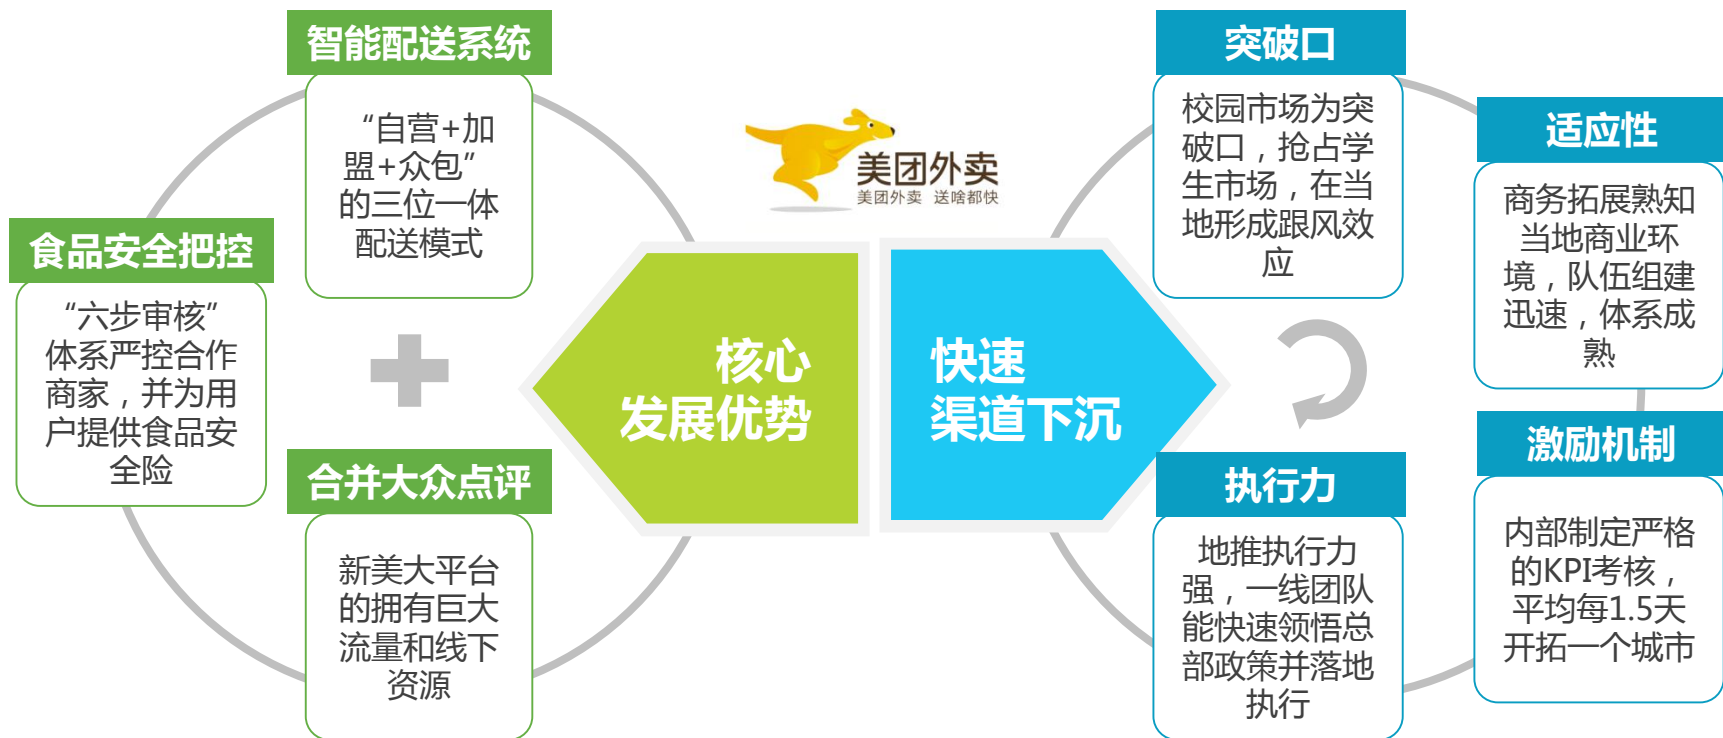 智能配送系统
“自营+加
盟+众包”
的三位一体
配送模式
食品安全把控
“六步审核”
体系严控合作
商家，并为用
户提供食品安
全险
合并大众点评
新美大平台
的拥有巨大
流量和线下
资源
美团外卖
美团外卖 送啥都快
核心
发展优势
快速
渠道下沉
突破口
校园市场为突
破口，抢占学
生市场，在当
地形成跟风效
应
适应性
商务拓展熟知
当地商业环
境，队伍组建
迅速，体系成
熟
激励机制
内部制定严格
的KPI考核，
平均每1.5天
开拓一个城市
执行力
地推执行力
强，一线团队
能快速领悟总
部政策并落地
执行